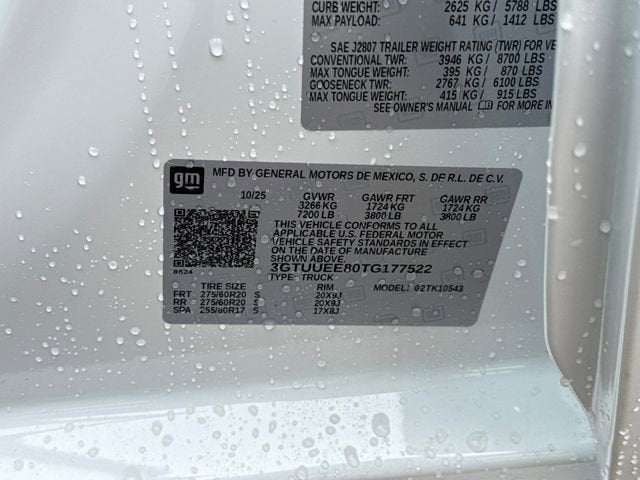 CURB WEIGHT: 2625 KG / 5788 LBS
MAX PAYLOAD: 641 KG / 1412 LBS
SAE J2807 TRAILER WEIGHT RATING (TWR) FOR VE
CONVENTIONAL TWR: 3946 KG / 8700 LBS
MAX TONGUE WEIGHT: 395 KG / 870 LBS
GOOSENECK TWR: 2767 KG / 6100 LBS
MAX TONGUE WEIGHT: 415 KG / 915 LBS
SEE OWNER'S MANUAL FOR MORE IN
gm MFD BY GENERAL MOTORS DE MEXICO, S. DE R.L. DE C.V.
10/25 GVWR GAWR FRT GAWR RR
3266 KG 1724 KG 1724 KG
7200 LB 3800 LB 3800 LB
THIS VEHICLE CONFORMS TO ALL APPLICABLE
U.S. FEDERAL MOTOR
VEHICLE SAFETY STANDARDS IN EFFECT
ON THE DATE OF MANUFACTURE
SHOWN ABOVE.
3GTUUEE80TG177522
8624 TYPE: TRUCK
TIRE SIZE RIM MODEL: 02TK10543
FRT 275/60R20 S 20X9J
RR 275/60R20 S 20X9J
SPA 255/80R17 S 17X8J